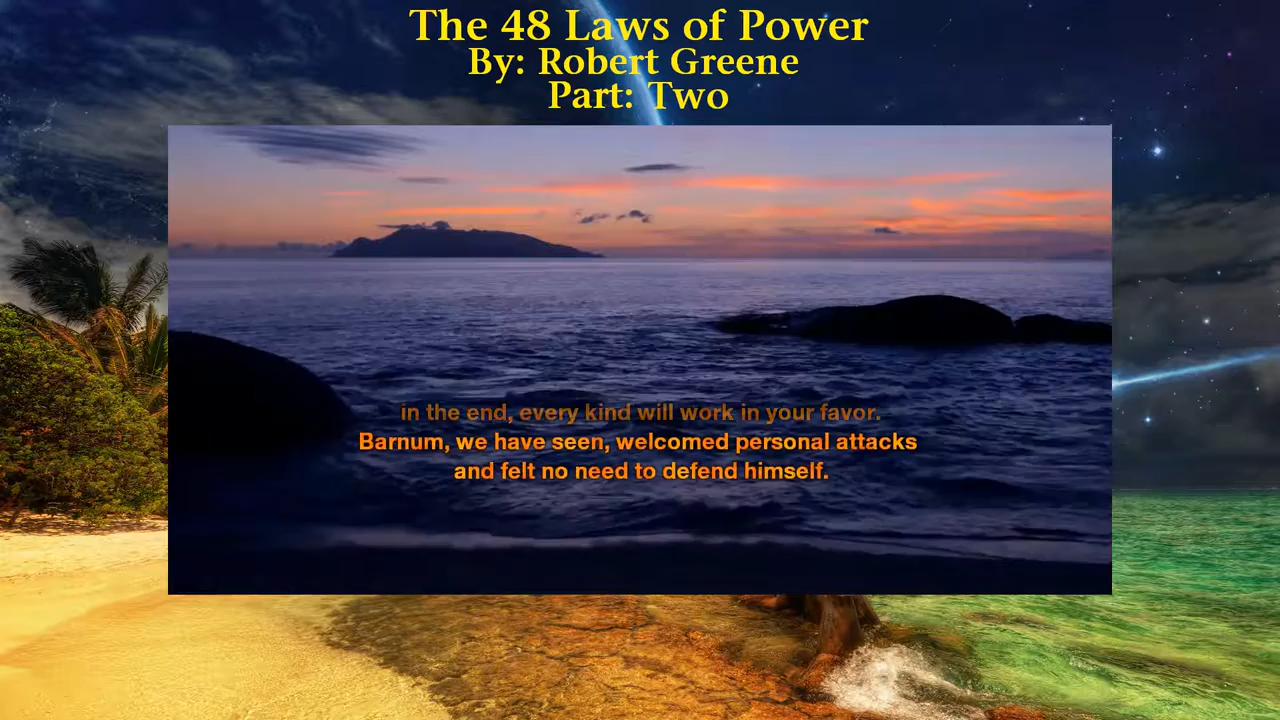 The 48 Laws of Power
By: Robert Greene
Part: Two
in the end, every kind will work in your favor.
Barnum, we have seen, welcomed personal attacks
and felt no need to defend himself.